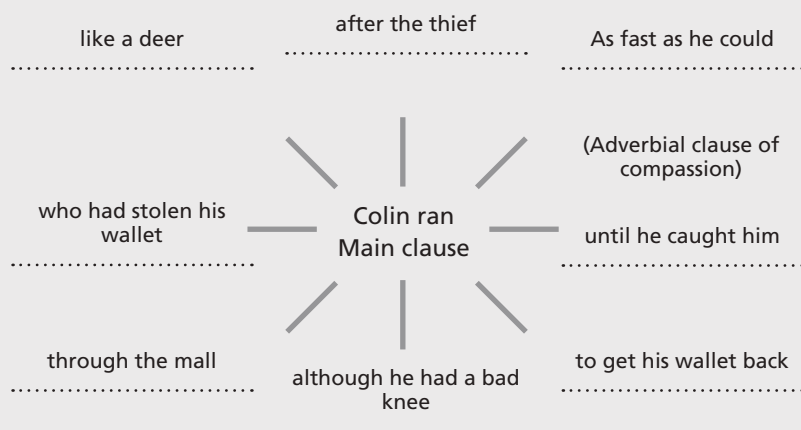 like a deer
after the thief
As fast as he could
(Adverbial clause of
compassion)
who had stolen his
wallet
Colin ran
Main clause
until he caught him
through the mall
although he had a bad
knee
to get his wallet back